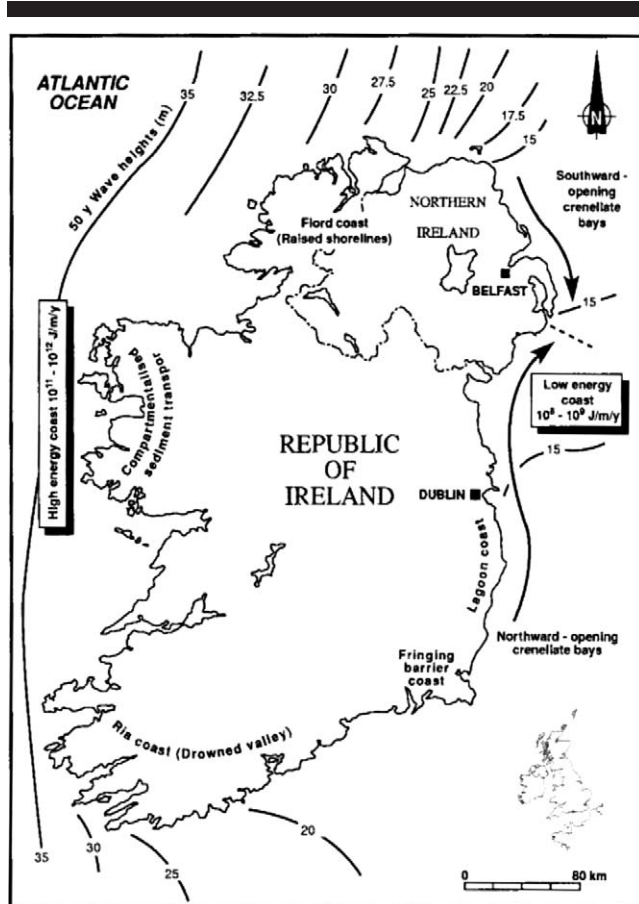 ATLANTIC
OCEAN
35
32.5
30
27.5
25
22.5
20
17.5
15
N
50 y Wave heights (m)
Southward -
opening
crenellate
bays
Fiord coast
(Raised shorelines)
NORTHERN
IRELAND
BELFAST
15
High energy coast 10¹¹ - 10¹² J/m/y
Compartmentalised
sediment transpor
Low energy
coast
10⁸ - 10⁹ J/m/y
15
REPUBLIC
OF
IRELAND
DUBLIN
Lagoon coast
Northward - opening
crenellate bays
Fringing
barrier
coast
Ria coast (Drowned valley)
35
30
25
20
0 80 km